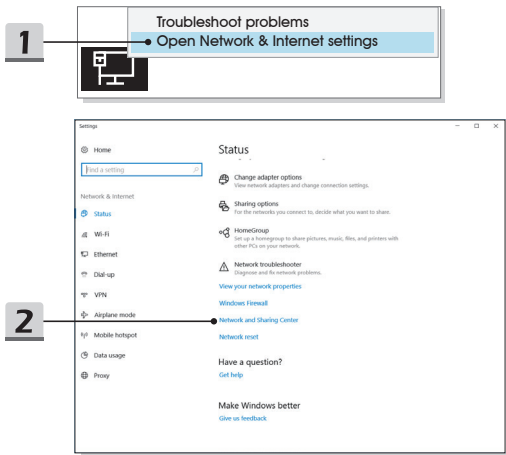 1
Troubleshoot problems
Open Network & Internet settings
Settings
Home
Find a setting
Network & Internet
Status
Wi-Fi
Ethernet
Dial-up
VPN
Airplane mode
Mobile hotspot
Data usage
Proxy
Status
Change adapter options
View network adapters and change connection settings.
Sharing options
For the networks you connect to, decide what you want to share.
HomeGroup
Set up a homegroup to share pictures, music, files, and printers with
other PCs on your network.
Network troubleshooter
Diagnose and fix network problems.
View your network properties
Windows Firewall
2
Network and Sharing Center
Network reset
Have a question?
Get help
Make Windows better
Give us feedback